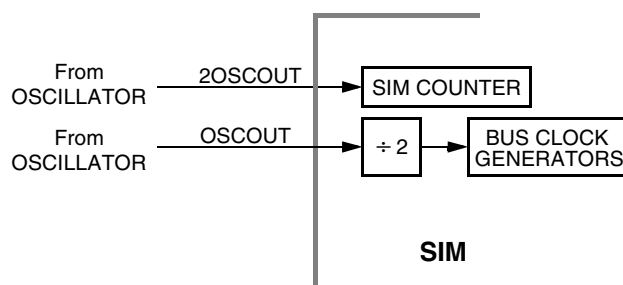 From
OSCILLATOR
2OSCOUT
SIM COUNTER
From
OSCILLATOR
OSCOUT
÷ 2
BUS CLOCK
GENERATORS
SIM